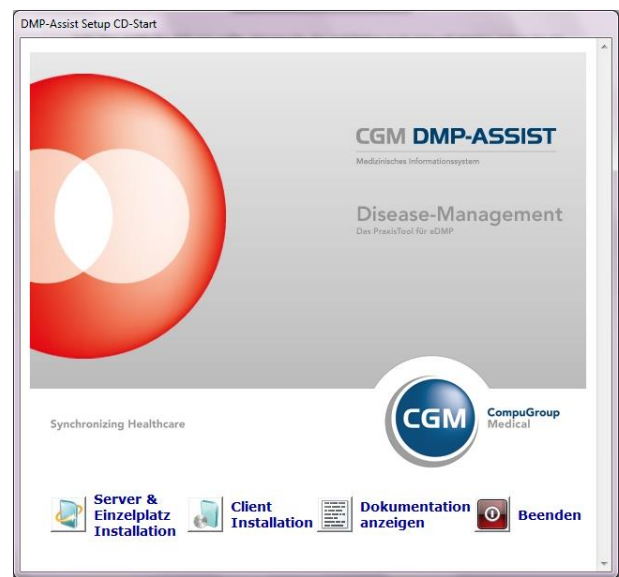 DMP-Assist Setup CD-Start
CGM DMP-ASSIST
Medizinisches Informationssystem
Disease-Management
Das PraxisTool für eDMP
Synchronizing Healthcare
CGM
CompuGroup
Medical
Server &
Einzelplatz
Installation
Client
Installation
Dokumentation
anzeigen
Beenden